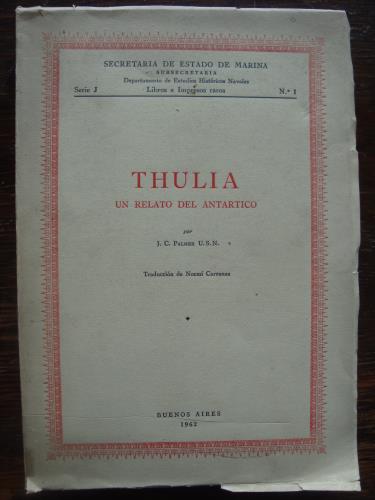 SECRETARIA DE ESTADO DE MARINA
SUBSECRETARIA
Departamento de Estudios Históricos Navales
Serie J Libros e Impresos raros N.º 1
THULIA
UN RELATO DEL ANTARTICO
por
J. C. PALMER U.S.N.
Traducción de Noemí Carranza
BUENOS AIRES
1962